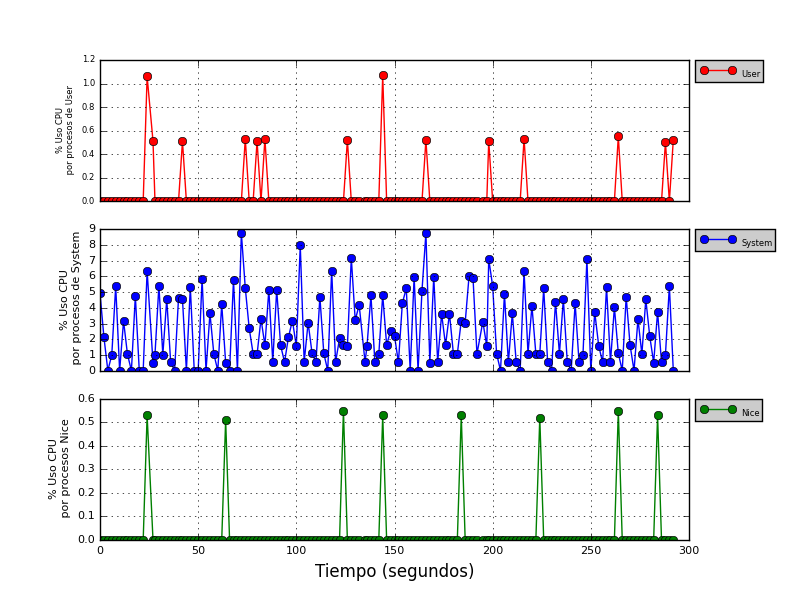 1.2
1.0
0.8
0.6
0.4
0.2
0.0
% Uso CPU
por procesos de User
User
9
8
7
6
5
4
3
2
1
0
% Uso CPU
por procesos de System
System
0.6
0.5
0.4
0.3
0.2
0.1
0.0
% Uso CPU
por procesos Nice
Nice
0 50 100 150 200 250 300
Tiempo (segundos)